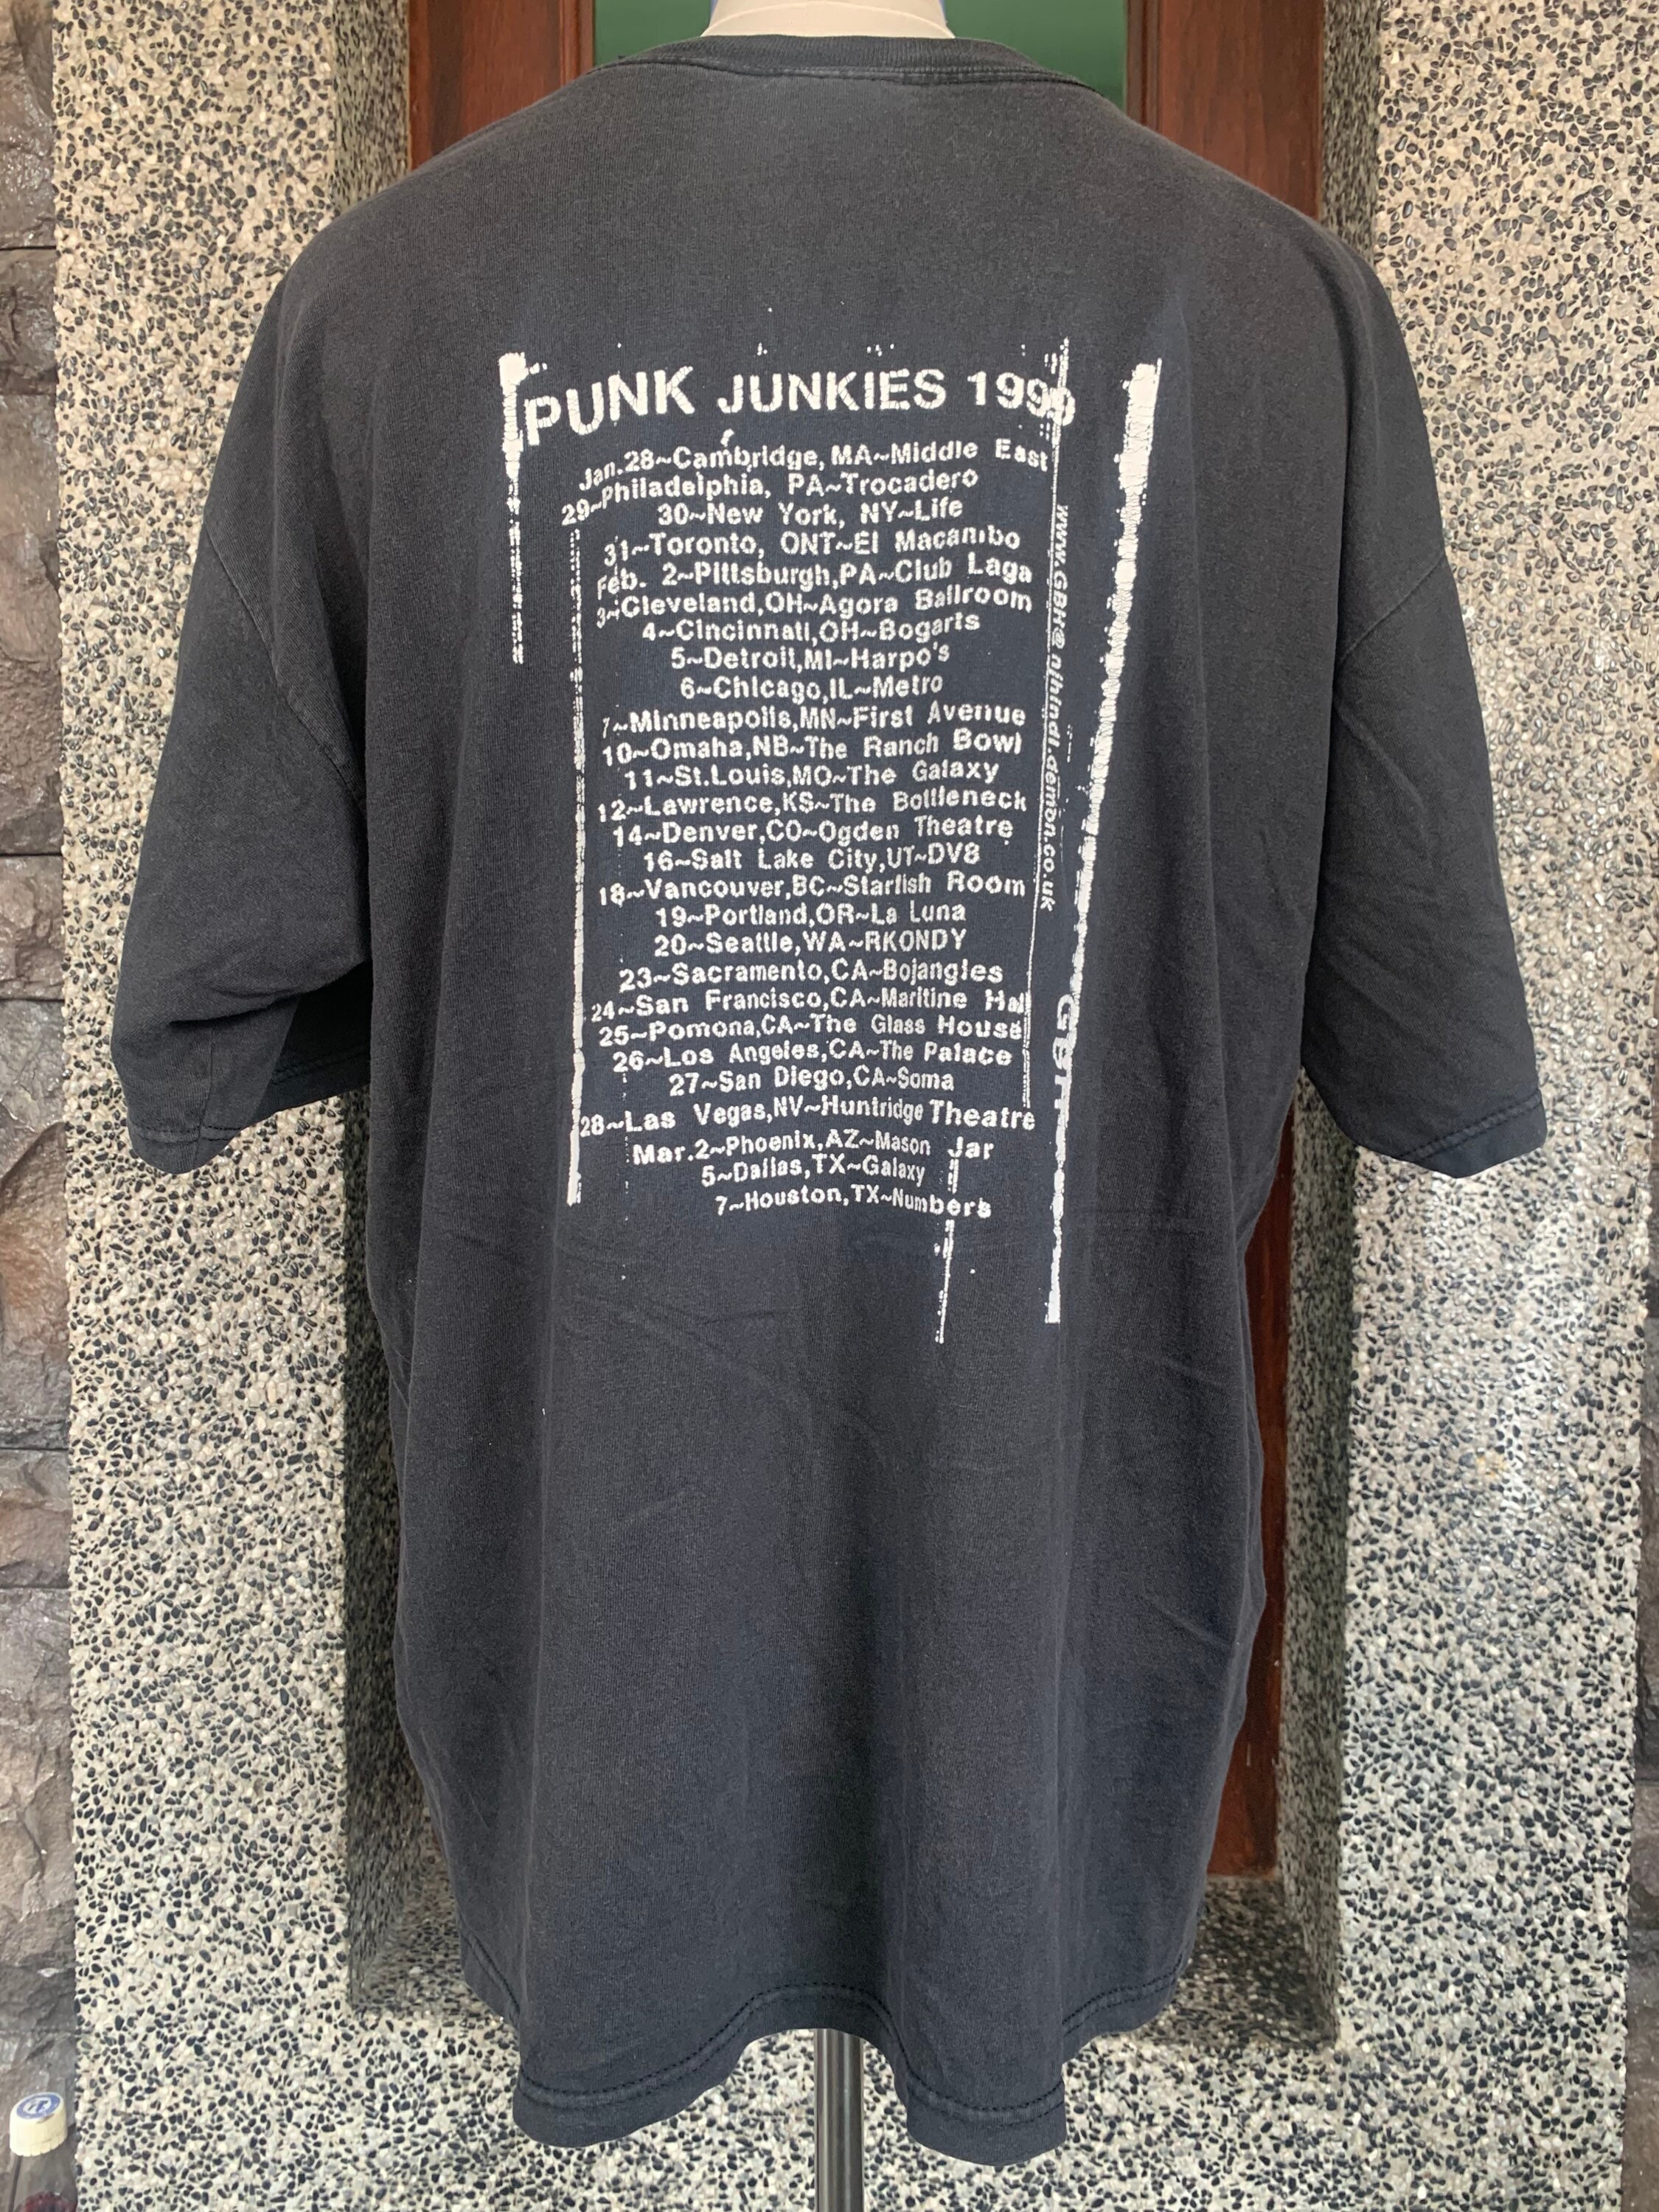 PUNK JUNKIES 1999
Jan.28~Cambridge, MA~Middle East
29~Philadelphia, PA~Trocadero
30~New York, NY~Life
31~Toronto, ONT~El Macambo
Feb. 2~Pittsburgh,PA~Club Laga
3~Cleveland,OH~Agora Ballroom
4~Cincinnati,OH~Bogarts
5~Detroit,MI~Harpo's
6~Chicago,IL~Metro
7~Minneapolis,MN~First Avenue
10~Omaha,NB~The Ranch Bowl
11~St.Louis,MO~The Galaxy
12~Lawrence,KS~The Bottleneck
14~Denver,CO~Ogden Theatre
16~Salt Lake City,UT~DV8
18~Vancouver,BC~Starfish Room
19~Portland,OR~La Luna
20~Seattle,WA~RKONDY
23~Sacramento,CA~Bojangles
24~San Francisco,CA~Maritine Hall
25~Pomona,CA~The Glass House
26~Los Angeles,CA~The Palace
27~San Diego,CA~Soma
28~Las Vegas,NV~Huntridge Theatre
Mar.2~Phoenix,AZ~Mason Jar
5~Dallas,TX~Galaxy
7~Houston,TX~Numbers
GBH